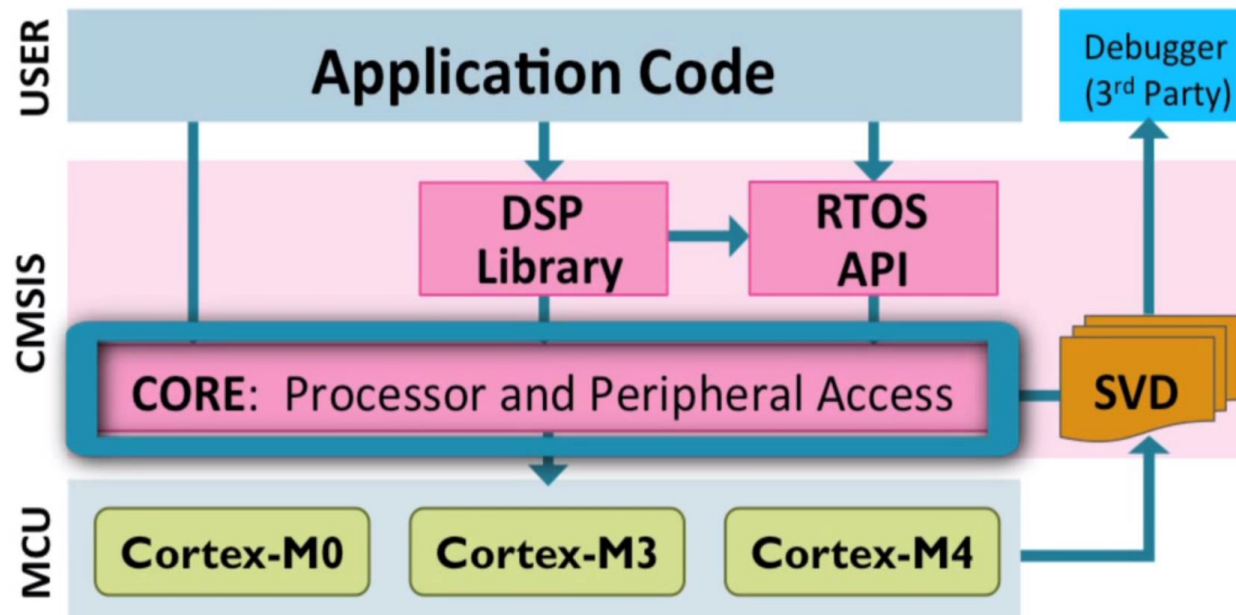 USER
Application Code
Debugger
(3rd Party)
CMSIS
DSP
Library
RTOS
API
CORE: Processor and Peripheral Access
SVD
MCU
Cortex-M0
Cortex-M3
Cortex-M4